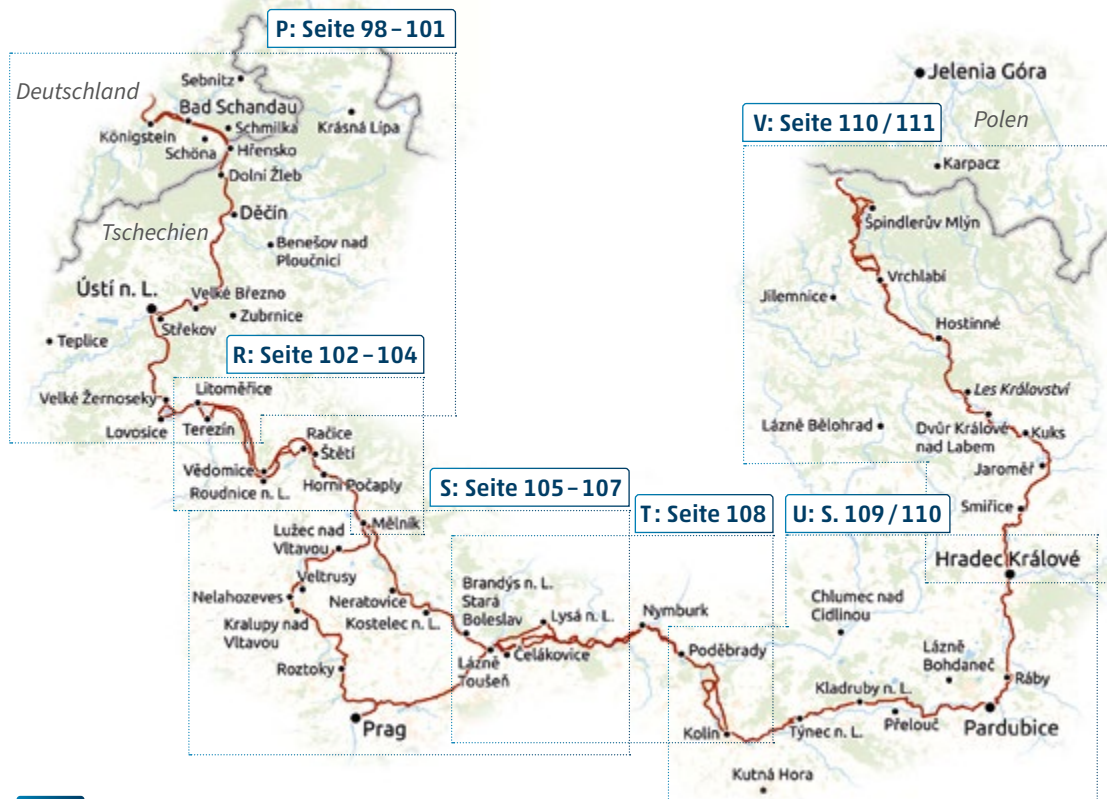 P: Seite 98 – 101
Deutschland
Sebnitz
Bad Schandau
Königstein
Schmilka
Krásná Lípa
Schöna
Hřensko
Dolní Žleb
Děčín
Tschechien
Benešov nad
Ploučnicí
Ústí n. L.
Velké Březno
Střekov
Zubrnice
Teplice
R: Seite 102 – 104
Velké Žernoseky
Litoměřice
Lovosice
Terezín
Račice
Štětí
Vědomice
Roudnice n. L.
Horní Počaply
S: Seite 105 – 107
Mělník
Lužec nad
Vltavou
Veltrusy
Nelahozeves
Neratovice
Kralupy nad
Vltavou
Kostelec n. L.
Roztoky
Prag
Brandýs n. L.
Stará
Boleslav
Lysá n. L.
Lázně
Toušeň
Čelákovice
T: Seite 108
Nymburk
Poděbrady
Kolín
Kutná Hora
U: S. 109 / 110
Chlumec nad
Cidlinou
Lázně
Bohdaneč
Kladruby n. L.
Týnec n. L.
Přelouč
Ráby
Pardubice
Hradec Králové
V: Seite 110 / 111
Jelenia Góra
Polen
Karpacz
Špindlerův Mlýn
Vrchlabí
Jilemnice
Hostinné
Les Království
Lázně Bělohrad
Dvůr Králové
nad Labem
Kuks
Jaroměř
Smiřice